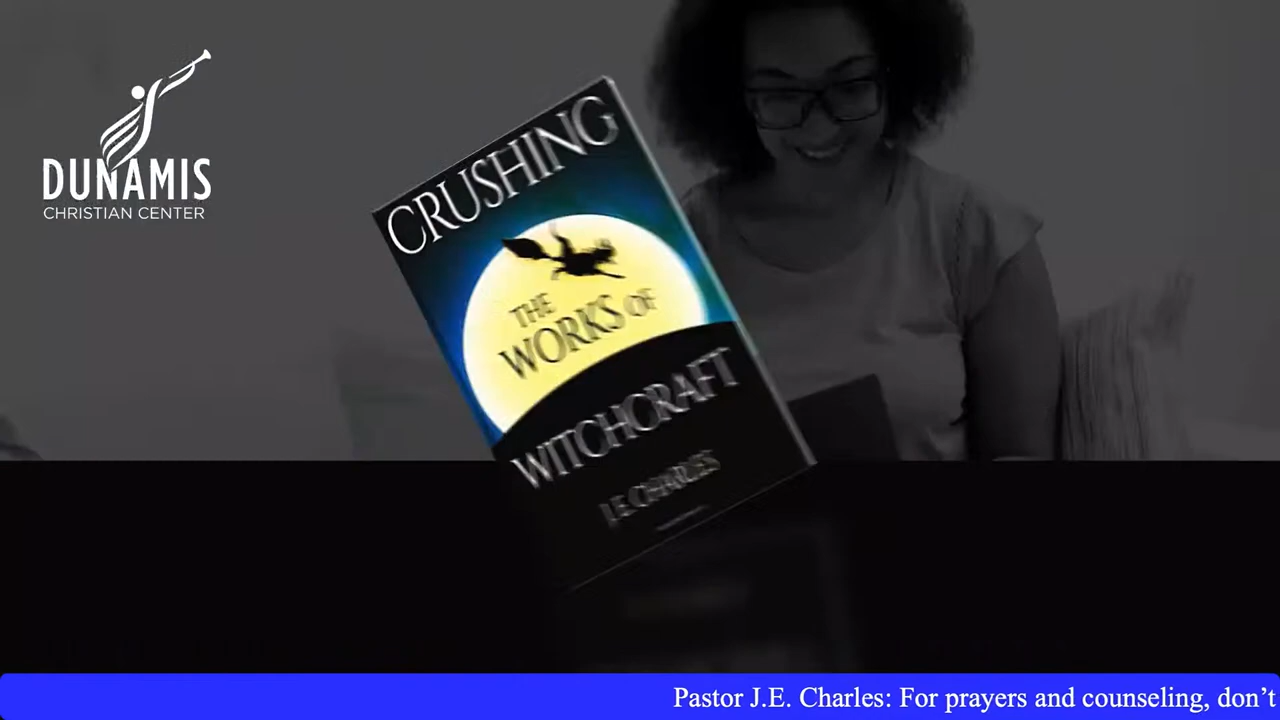 DUNAMIS
CHRISTIAN CENTER
CRUSHING
THE
WORKS OF
WITCHCRAFT
J.E. CHARLES
Pastor J.E. Charles: For prayers and counseling, don’t